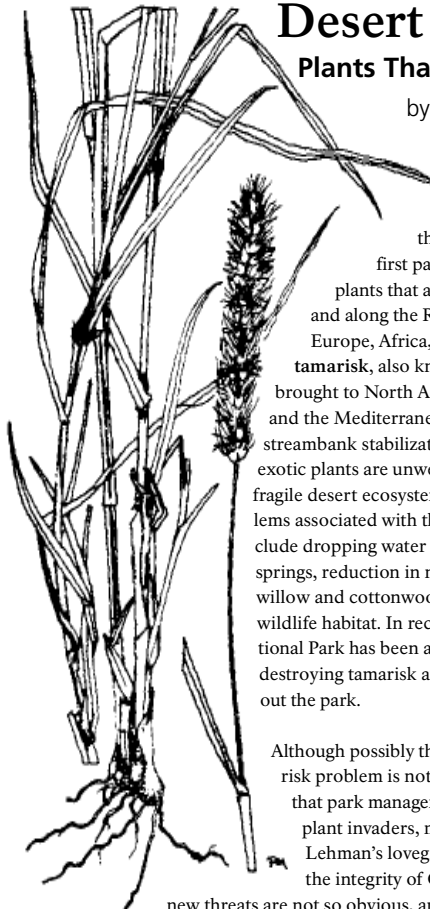 Desert
Plants Tha
by
th
first pa
plants that a
and along the R
Europe, Africa,
tamarisk, also kn
brought to North A
and the Mediterrane
streambank stabilizat
exotic plants are unwe
fragile desert ecosyste
lems associated with th
clude dropping water
springs, reduction in n
willow and cottonwoo
wildlife habitat. In rec
tional Park has been a
destroying tamarisk a
out the park.
Although possibly th
risk problem is not
that park manager
plant invaders, n
Lehman's loveg
the integrity of
new threats are not so obvious, an